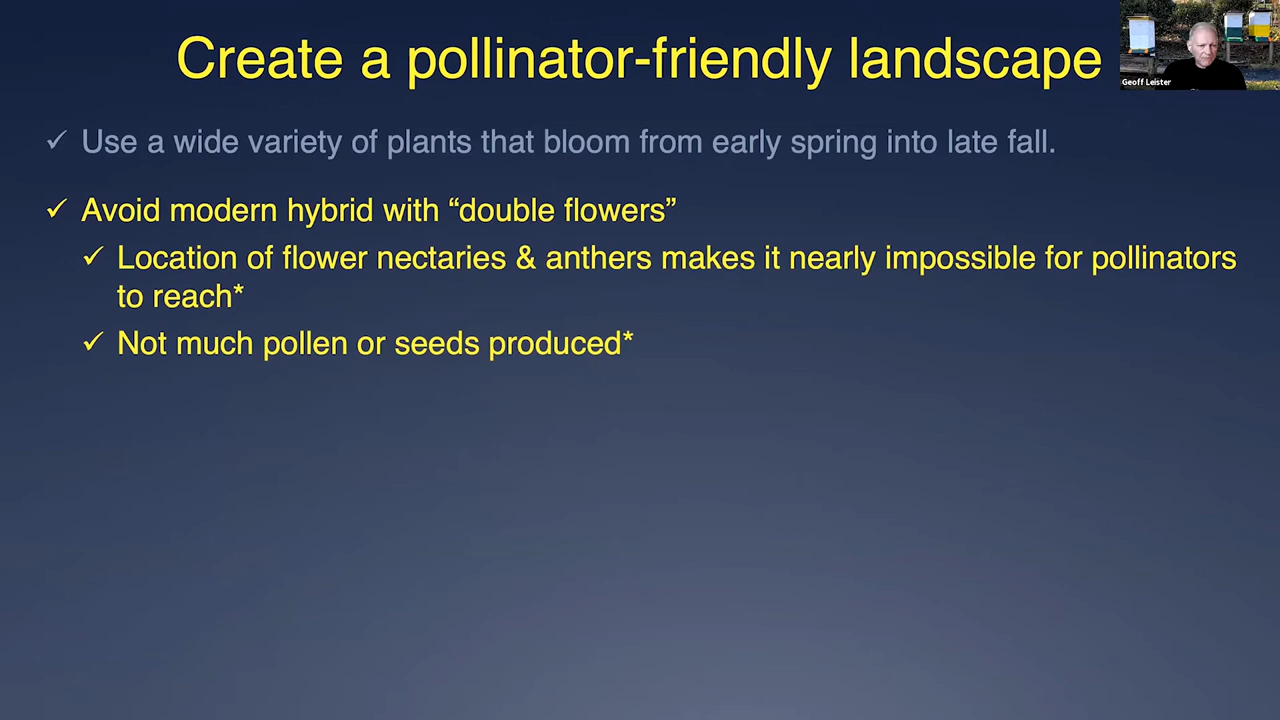 Create a pollinator-friendly landscape
Geoff Leister
✓ Use a wide variety of plants that bloom from early spring into late fall.
✓ Avoid modern hybrid with “double flowers”
✓ Location of flower nectaries & anthers makes it nearly impossible for pollinators
to reach*
✓ Not much pollen or seeds produced*